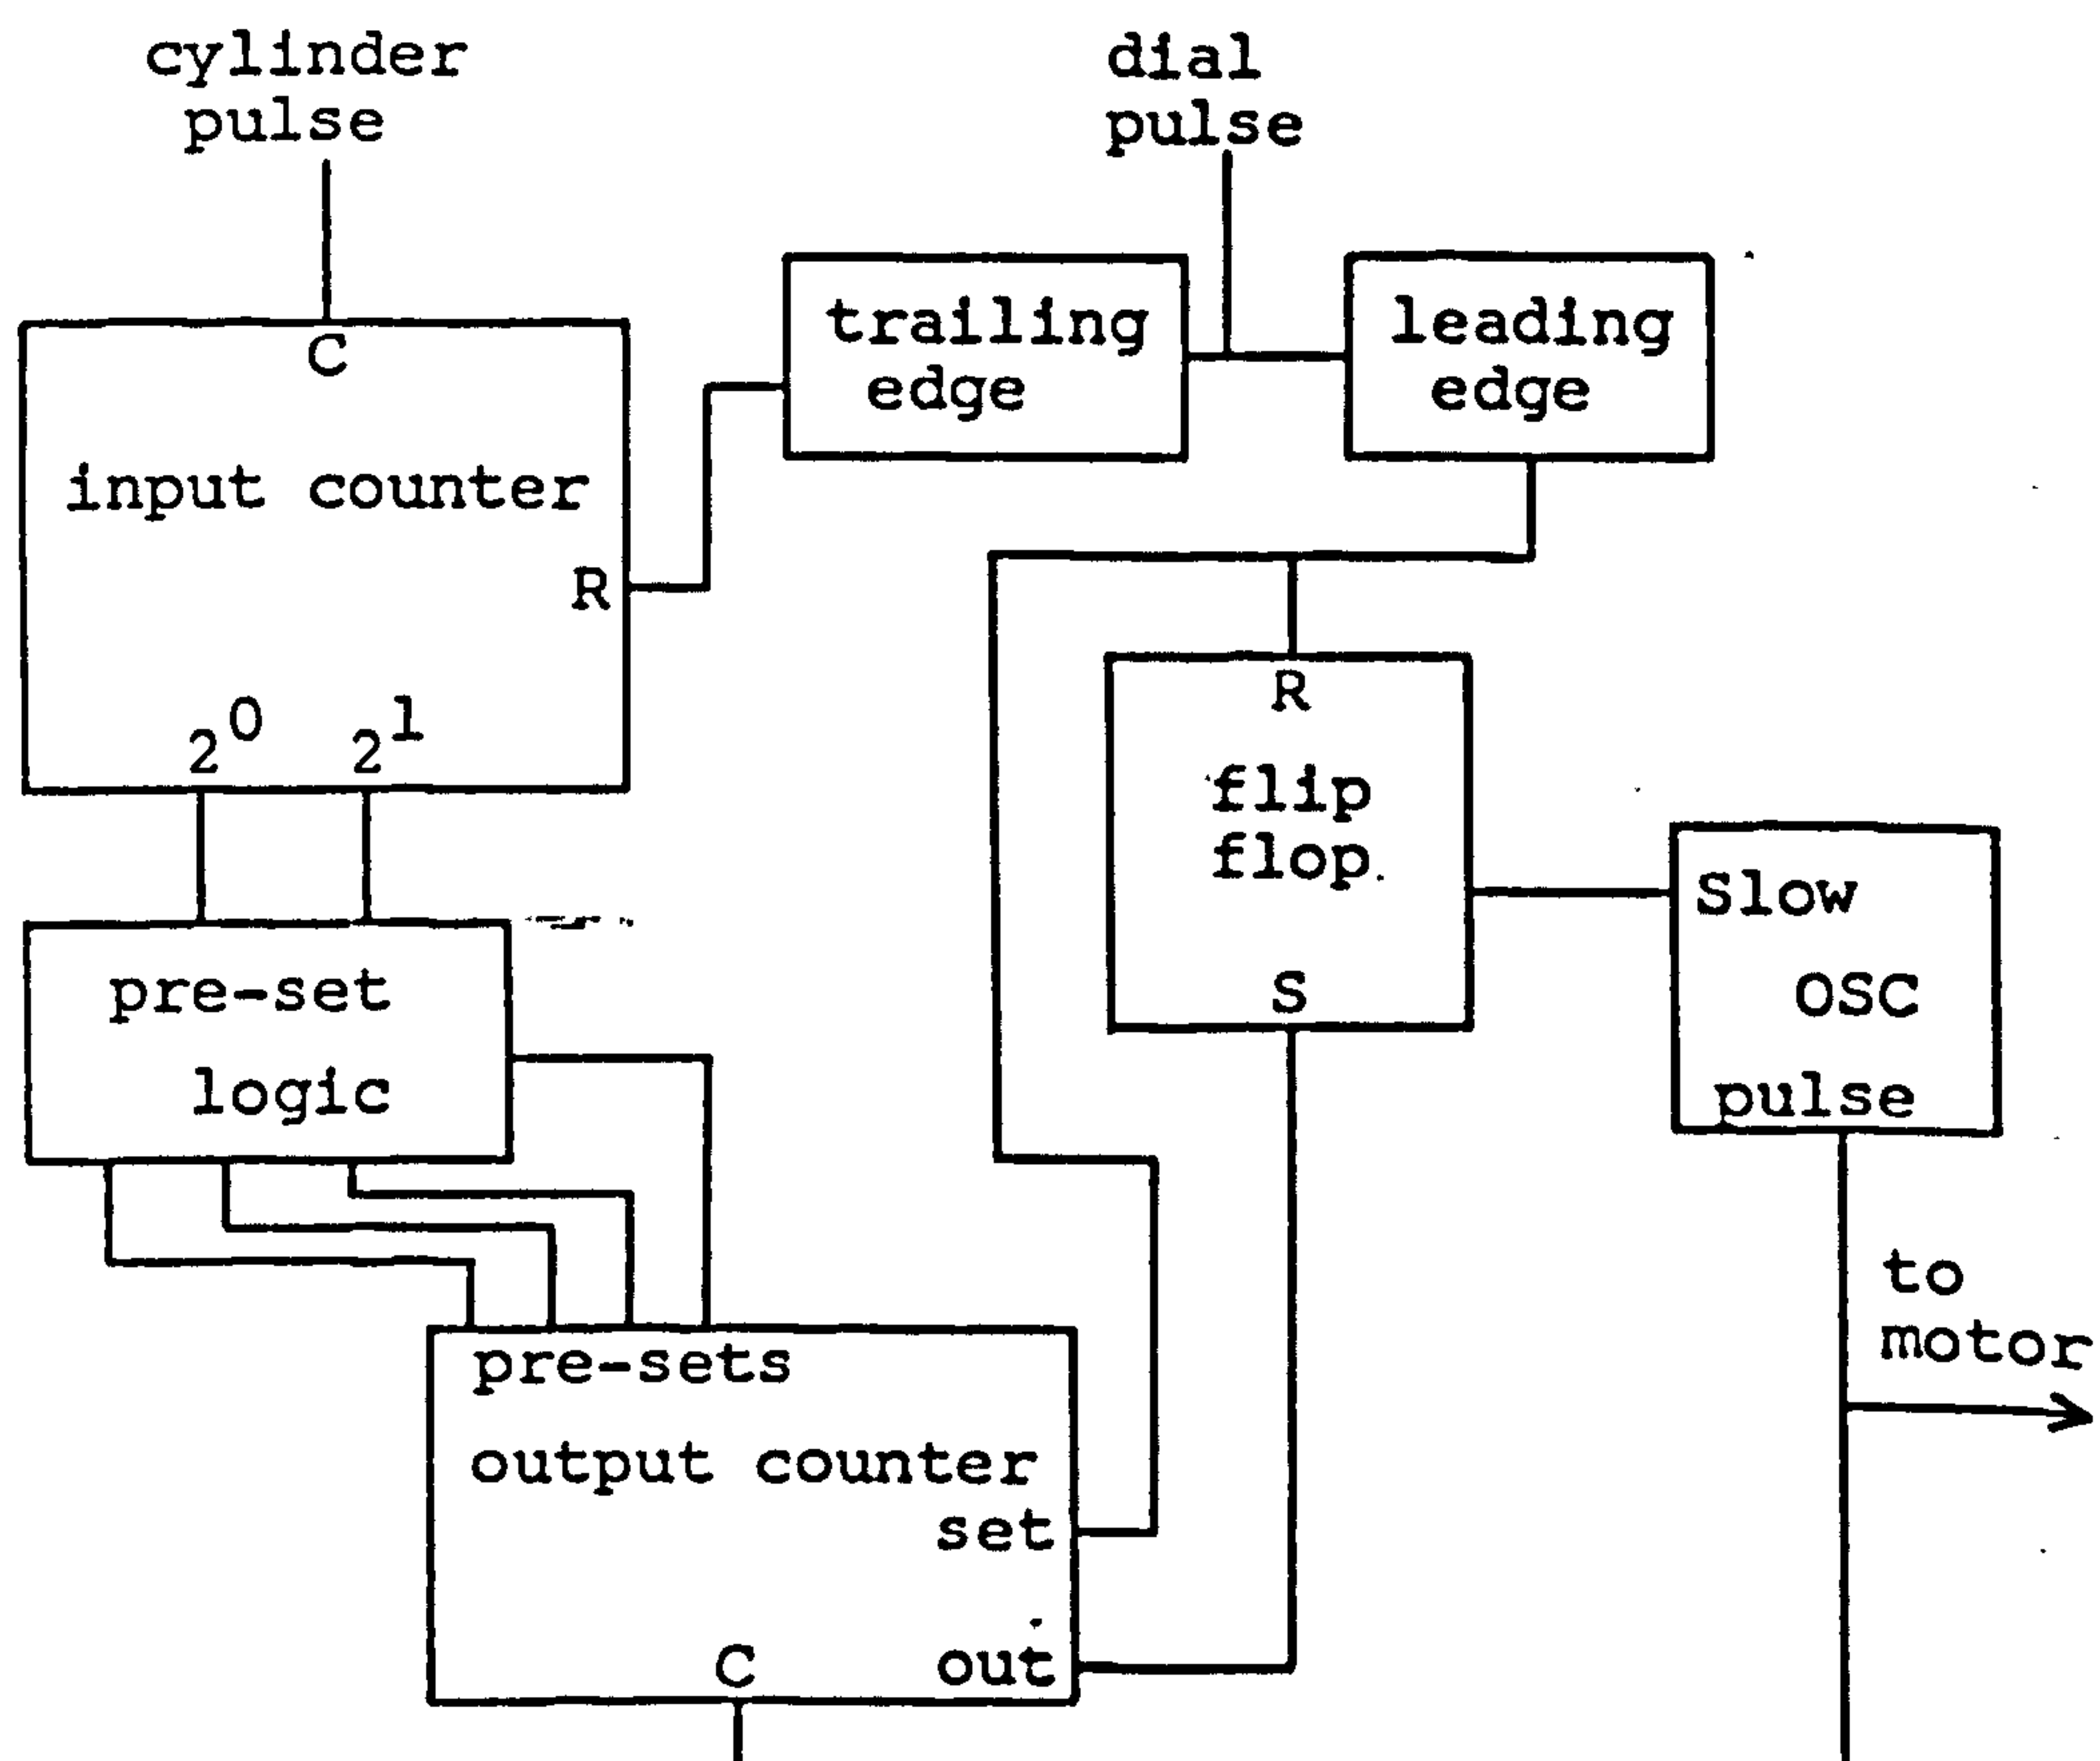 cylinder
pulse
dial
pulse
C
input counter
R
2^0 2^1
trailing
edge
leading
edge
R
flip
flop
S
Slow
OSC
pulse
pre-set
logic
to
motor
pre-sets
output counter
set
out
C